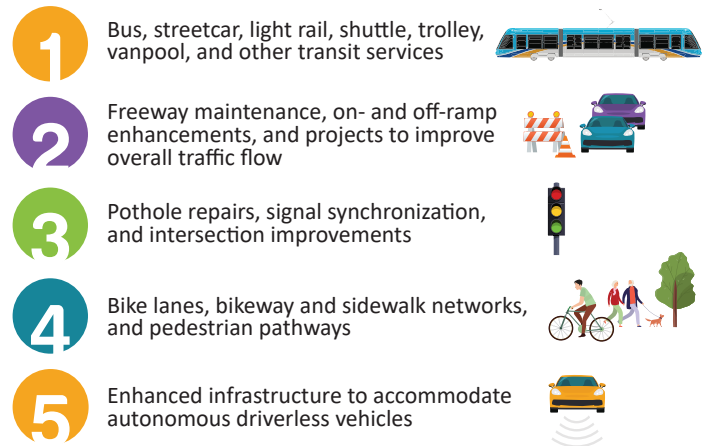 1
Bus, streetcar, light rail, shuttle, trolley,
vanpool, and other transit services
2
Freeway maintenance, on- and off-ramp
enhancements, and projects to improve
overall traffic flow
3
Pothole repairs, signal synchronization,
and intersection improvements
4
Bike lanes, bikeway and sidewalk networks,
and pedestrian pathways
5
Enhanced infrastructure to accommodate
autonomous driverless vehicles